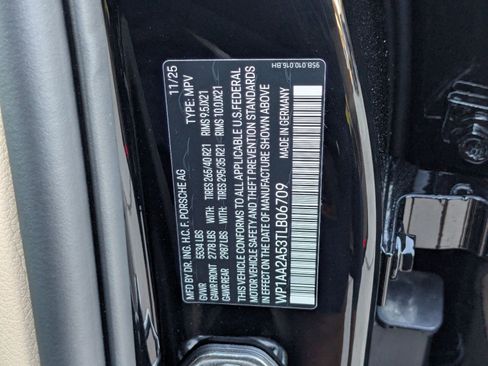 MFD BY DR. ING. H.C. F. PORSCHE AG 11/25
TYPE: MPV
GVWR 5534 LBS
GAWR FRONT 2778 LBS WITH: TIRES 265/40 R21 RIMS 9.5JX21
GAWR REAR 2987 LBS WITH: TIRES 295/35 R21 RIMS 10.0JX21
THIS VEHICLE CONFORMS TO ALL APPLICABLE U.S. FEDERAL
MOTOR VEHICLE SAFETY AND THEFT PREVENTION STANDARDS
IN EFFECT ON THE DATE OF MANUFACTURE SHOWN ABOVE
WP1AA2A53TLB06709 MADE IN GERMANY
95B.010.016.BM